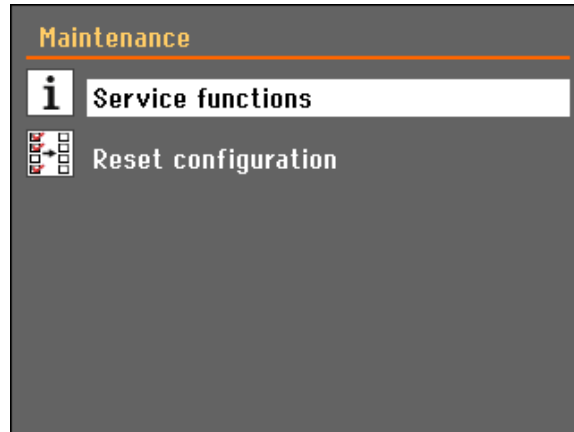 Maintenance
i
Service functions
Reset configuration